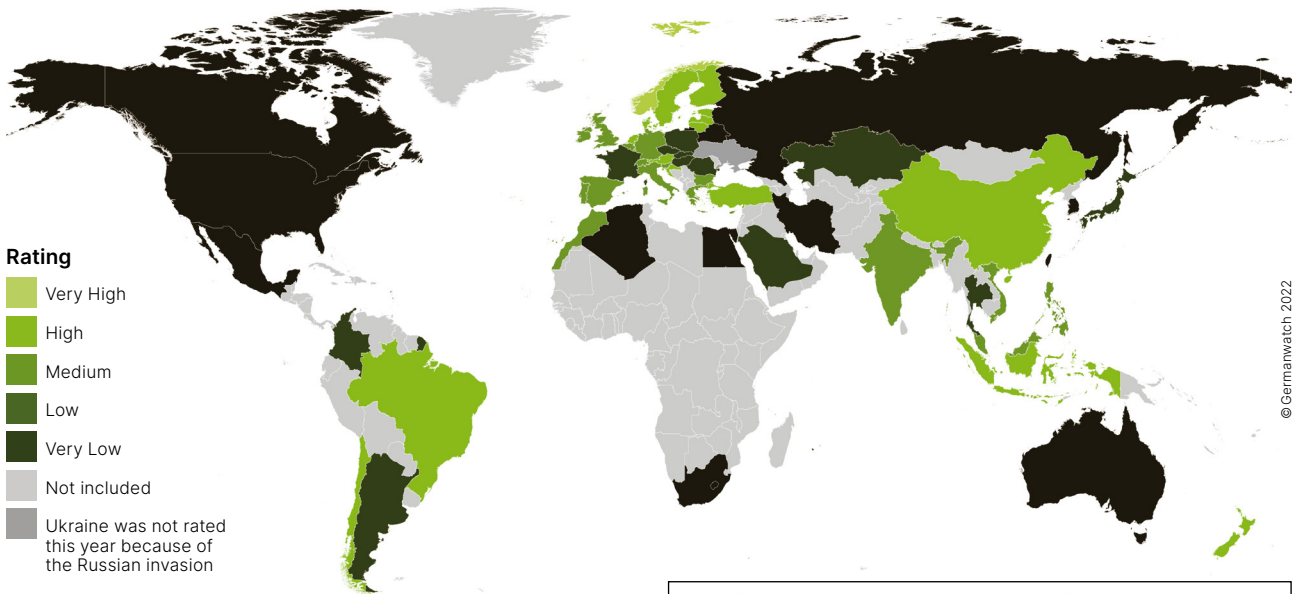 Rating
Very High
High
Medium
Low
Very Low
Not included
Ukraine was not rated
this year because of
the Russian invasion
© Germanwatch 2022